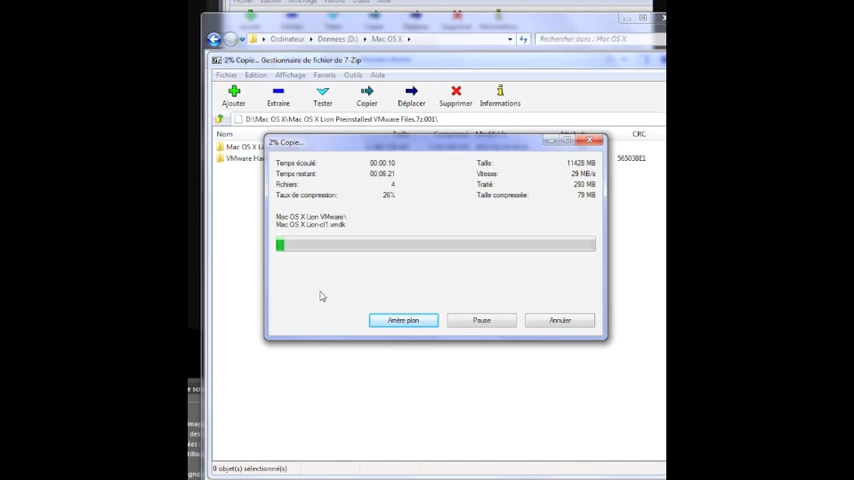 Ordinateur Donnees (D:) Mac OS X
Rechercher dans: Mac OS X
2% Copie... Gestionnaire de fichier de 7-Zip
Fichier Edition Affichage Favoris Outils Aide
Ajouter Extraire Tester Copier Déplacer Supprimer Informations
D:\Mac OS X\Mac OS X Lion Preinstalled VMware Files.7z.001\
Nom
CRC
Mac OS X Li
VMware Ha
565038E1
2% Copie...
Temps écoulé: 00:00:10 Taille: 11428 MB
Temps restant: 00:06:21 Vitesse: 29 MB/s
Fichiers: 4 Traité: 293 MB
Taux de compression: 26% Taille compressée: 79 MB
Mac OS X Lion VMware\
Mac OS X Lion-cl1.vmdk
Arrière plan Pause Annuler
0 objet(s) sélectionné(s)